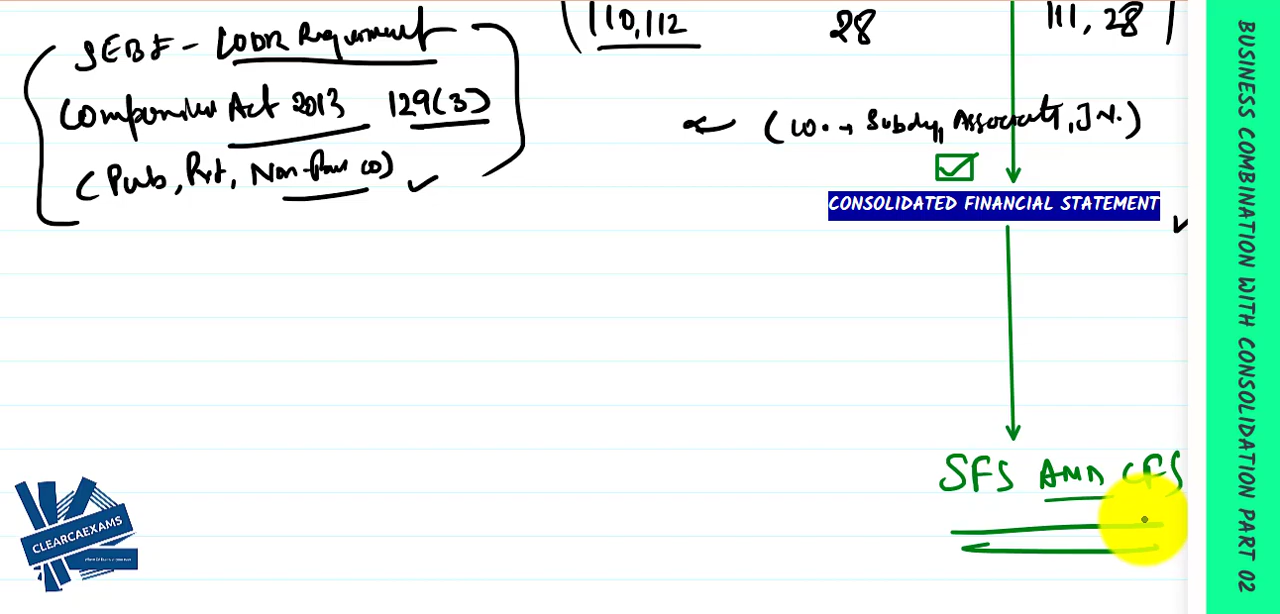 SEBI - LODR Requirement
Companies Act 2013 129(3)
(Pub, Pvt, Non-
110,112 28 111, 28
(Co. → Subdy, Associate, J.V.)
CONSOLIDATED FINANCIAL STATEMENT
SFS AND CFS
CLEARCAEXAMS
BUSINESS COMBINATION WITH CONSOLIDATION PART 02